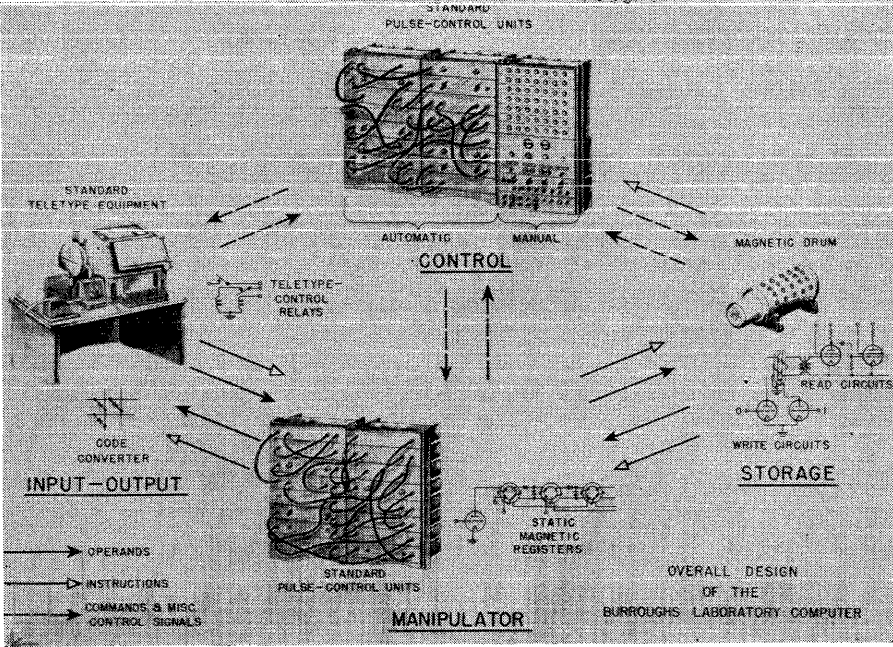 STANDARD
PULSE-CONTROL UNITS
STANDARD
TELETYPE EQUIPMENT
AUTOMATIC
MANUAL
CONTROL
MAGNETIC DRUM
TELETYPE-
CONTROL
RELAYS
READ CIRCUITS
0
1
WRITE CIRCUITS
STORAGE
CODE
CONVERTER
INPUT-OUTPUT
STATIC
MAGNETIC
REGISTERS
STANDARD
PULSE-CONTROL UNITS
MANIPULATOR
OPERANDS
INSTRUCTIONS
COMMANDS & MISC.
CONTROL SIGNALS
OVERALL DESIGN
OF THE
BURROUGHS LABORATORY COMPUTER